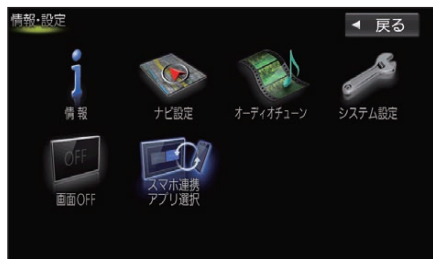 情報・設定
戻る
情報
ナビ設定
オーディオチューン
システム設定
OFF
画面OFF
スマホ連携
アプリ選択